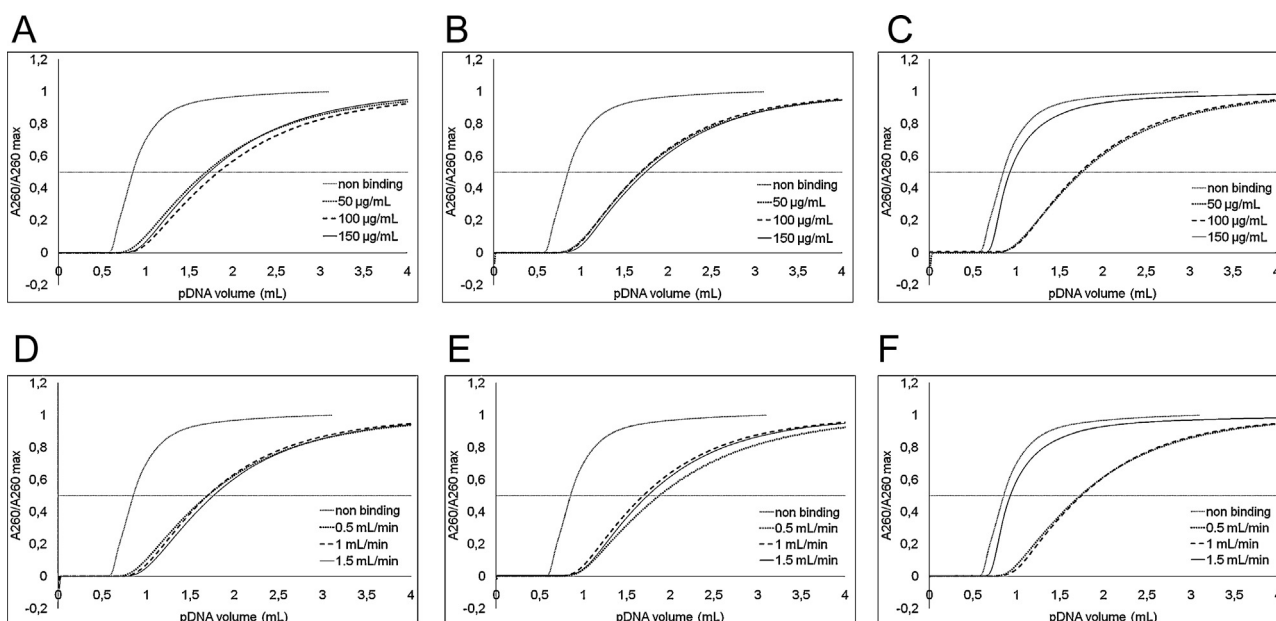 A
1,2
1
0,8
0,6
0,4
0,2
0
-0,2
A260/A260 max
0 0,5 1 1,5 2 2,5 3 3,5 4
pDNA volume (mL)
non binding
50 µg/mL
100 µg/mL
150 µg/mL
B
1,2
1
0,8
0,6
0,4
0,2
0
-0,2
A260/A260 max
0 0,5 1 1,5 2 2,5 3 3,5 4
pDNA volume (mL)
non binding
50 µg/mL
100 µg/mL
150 µg/mL
C
1,2
1
0,8
0,6
0,4
0,2
0
-0,2
A260/A260 max
0 0,5 1 1,5 2 2,5 3 3,5 4
pDNA volume (mL)
non binding
50 µg/mL
100 µg/mL
150 µg/mL
D
1,2
1
0,8
0,6
0,4
0,2
0
-0,2
A260/A260 max
0 0,5 1 1,5 2 2,5 3 3,5 4
pDNA volume (mL)
non binding
0.5 mL/min
1 mL/min
1.5 mL/min
E
1,2
1
0,8
0,6
0,4
0,2
0
-0,2
A260/A260 max
0 0,5 1 1,5 2 2,5 3 3,5 4
pDNA volume (mL)
non binding
0.5 mL/min
1 mL/min
1.5 mL/min
F
1,2
1
0,8
0,6
0,4
0,2
0
-0,2
A260/A260 max
0 0,5 1 1,5 2 2,5 3 3,5 4
pDNA volume (mL)
non binding
0.5 mL/min
1 mL/min
1.5 mL/min